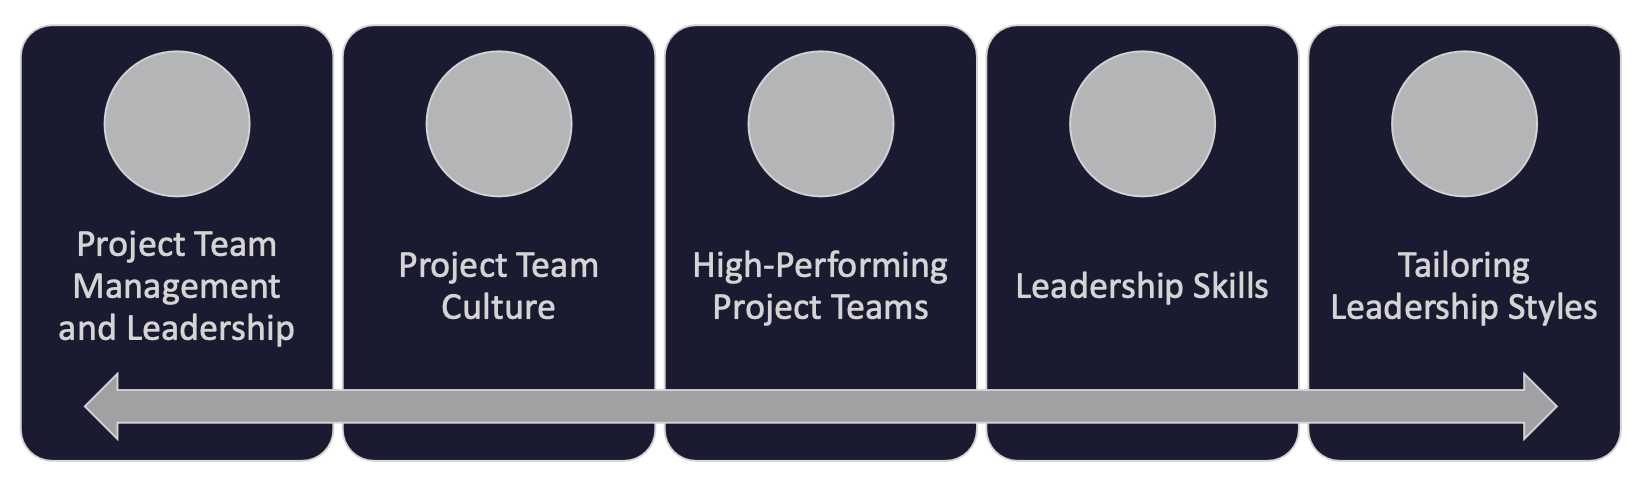 Project Team
Management
and Leadership
Project Team
Culture
High-Performing
Project Teams
Leadership Skills
Tailoring
Leadership Styles